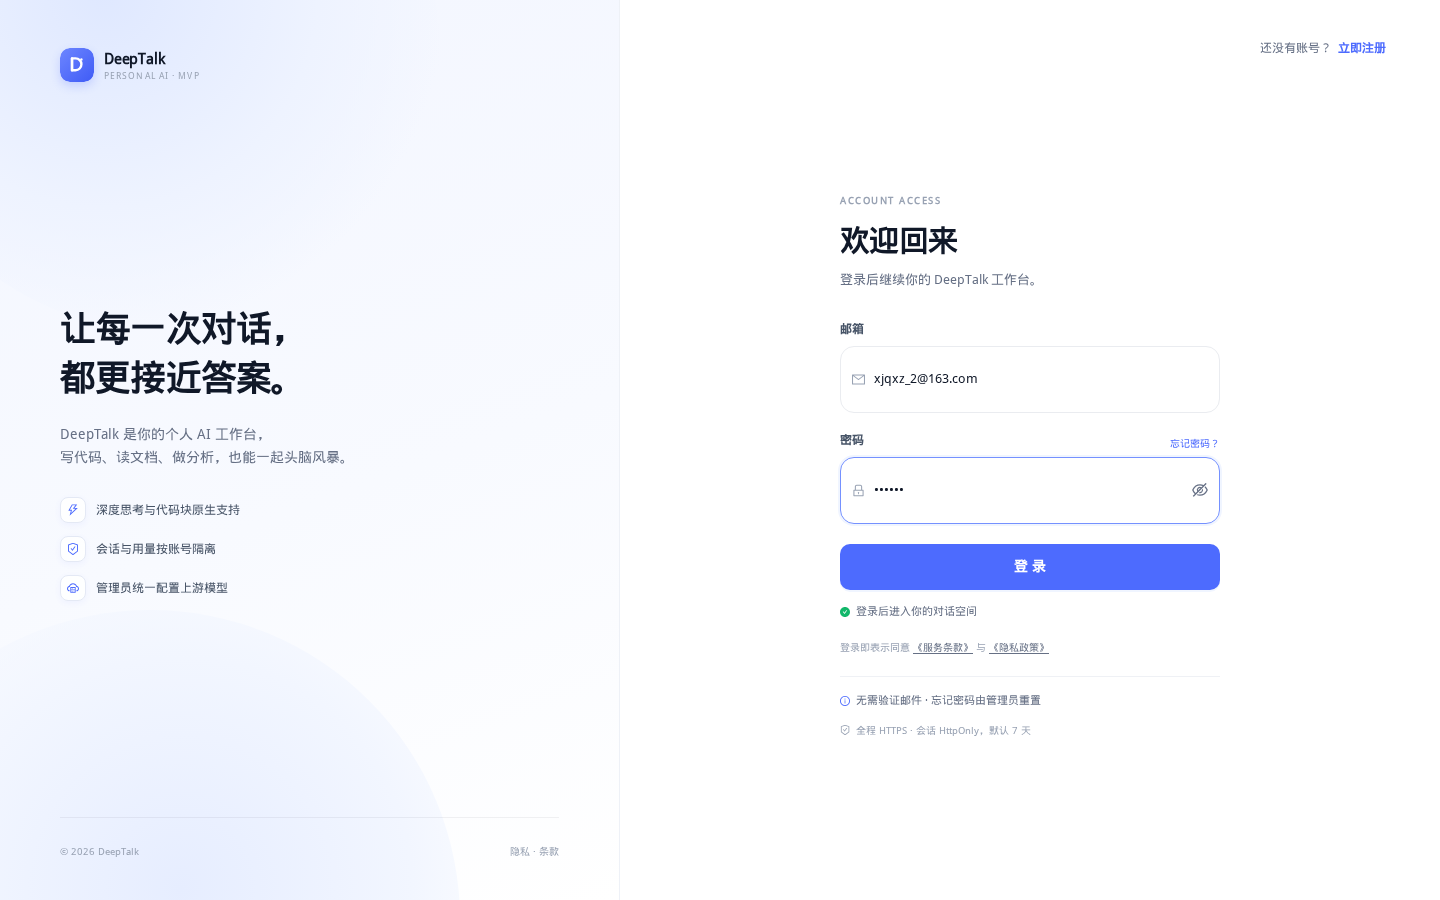 DeepTalk
PERSONAL AI · MVP
让每一次对话，
都更接近答案。
DeepTalk 是你的个人 AI 工作台，
写代码、读文档、做分析，也能一起头脑风暴。
深度思考与代码块原生支持
会话与用量按账号隔离
管理员统一配置上游模型
© 2026 DeepTalk
隐私 · 条款
还没有账号？ 立即注册
ACCOUNT ACCESS
欢迎回来
登录后继续你的 DeepTalk 工作台。
邮箱
xjqxz_2@163.com
密码
忘记密码？
••••••
登 录
登录后进入你的对话空间
登录即表示同意《服务条款》与《隐私政策》
无需验证邮件 · 忘记密码由管理员重置
全程 HTTPS · 会话 HttpOnly，默认 7 天